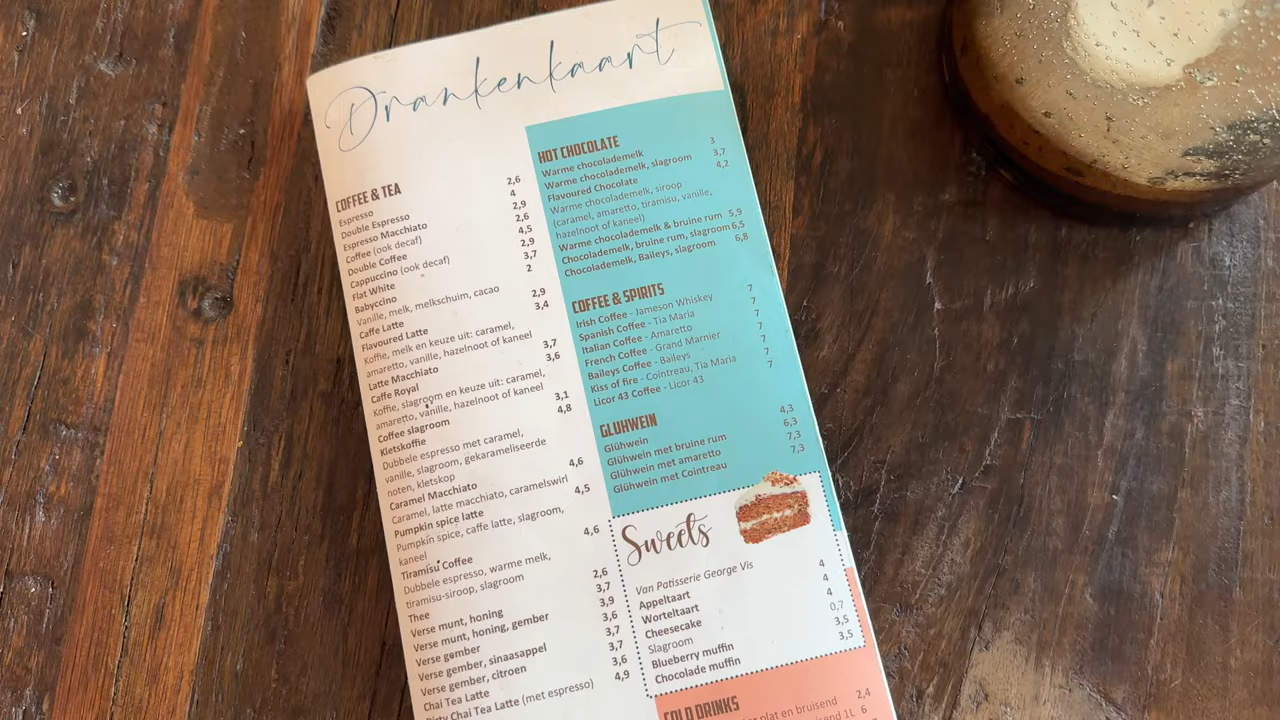 Drankenkaart
COFFEE & TEA
Espresso 2,6
Double Espresso 4
Espresso Macchiato 2,9
Coffee (ook decaf) 2,6
Double Coffee 4,5
Cappuccino (ook decaf) 2,9
Flat White 3,7
Babyccino 2
Vanille, melk, melkschuim, cacao
Caffe Latte 2,9
Flavoured Latte 3,4
Koffie, melk en keuze uit: caramel,
amaretto, vanille, hazelnoot of kaneel
Latte Macchiato 3,7
Caffe Royal 3,6
Koffie, slagroom en keuze uit: caramel,
amaretto, vanille, hazelnoot of kaneel
Coffee slagroom 3,1
Kletskoffie 4,8
Dubbele espresso met caramel,
vanille, slagroom, gekarameliseerde
noten, kletskop
Caramel Macchiato 4,6
Caramel, latte macchiato, caramelswirl
Pumpkin spice latte 4,5
Pumpkin spice, caffe latte, slagroom,
kaneel
Tiramisu Coffee 4,6
Dubbele espresso, warme melk,
tiramisu-siroop, slagroom
Thee 2,6
Verse munt, honing 3,7
Verse munt, honing, gember 3,9
Verse gember 3,6
Verse gember, sinaasappel 3,7
Verse gember, citroen 3,7
Chai Tea Latte 3,6
Dirty Chai Tea Latte (met espresso) 4,9
HOT CHOCOLATE
Warme chocolademelk 3
Warme chocolademelk, slagroom 3,7
Flavoured Chocolate 4,2
Warme chocolademelk, siroop
(caramel, amaretto, tiramisu, vanille,
hazelnoot of kaneel)
Warme chocolademelk & bruine rum 5,9
Chocolademelk, bruine rum, slagroom 6,5
Chocolademelk, Baileys, slagroom 6,8
COFFEE & SPIRITS
Irish Coffee - Jameson Whiskey 7
Spanish Coffee - Tia Maria 7
Italian Coffee - Amaretto 7
French Coffee - Grand Marnier 7
Baileys Coffee - Baileys 7
Kiss of fire - Cointreau, Tia Maria 7
Licor 43 Coffee - Licor 43 7
GLUHWEIN
Glühwein 4,3
Glühwein met bruine rum 6,3
Glühwein met amaretto 7,3
Glühwein met Cointreau 7,3
Sweets
Van Patisserie George Vis
Appeltaart 4
Worteltaart 4
Cheesecake 4
Slagroom 0,7
Blueberry muffin 3,5
Chocolade muffin 3,5
COLD DRINKS
plat en bruisend 2,4
1L 6